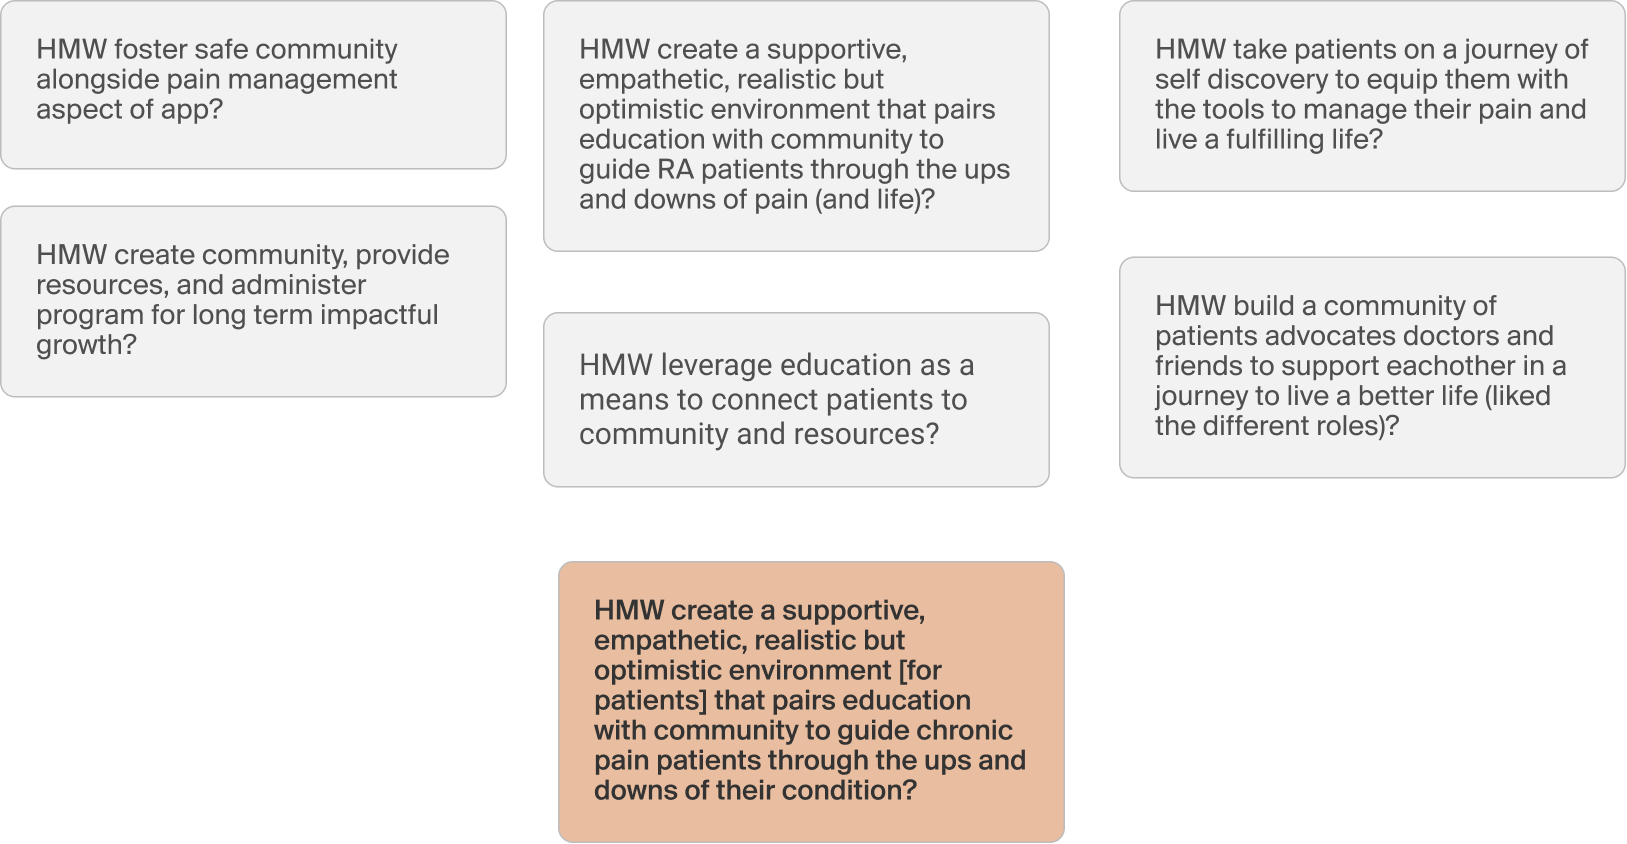 HMW foster safe community
alongside pain management
aspect of app?
HMW create community, provide
resources, and administer
program for long term impactful
growth?
HMW create a supportive,
empathetic, realistic but
optimistic environment that pairs
education with community to
guide RA patients through the ups
and downs of pain (and life)?
HMW leverage education as a
means to connect patients to
community and resources?
HMW take patients on a journey of
self discovery to equip them with
the tools to manage their pain and
live a fulfilling life?
HMW build a community of
patients advocates doctors and
friends to support eachother in a
journey to live a better life (liked
the different roles)?
HMW create a supportive,
empathetic, realistic but
optimistic environment [for
patients] that pairs education
with community to guide chronic
pain patients through the ups and
downs of their condition?